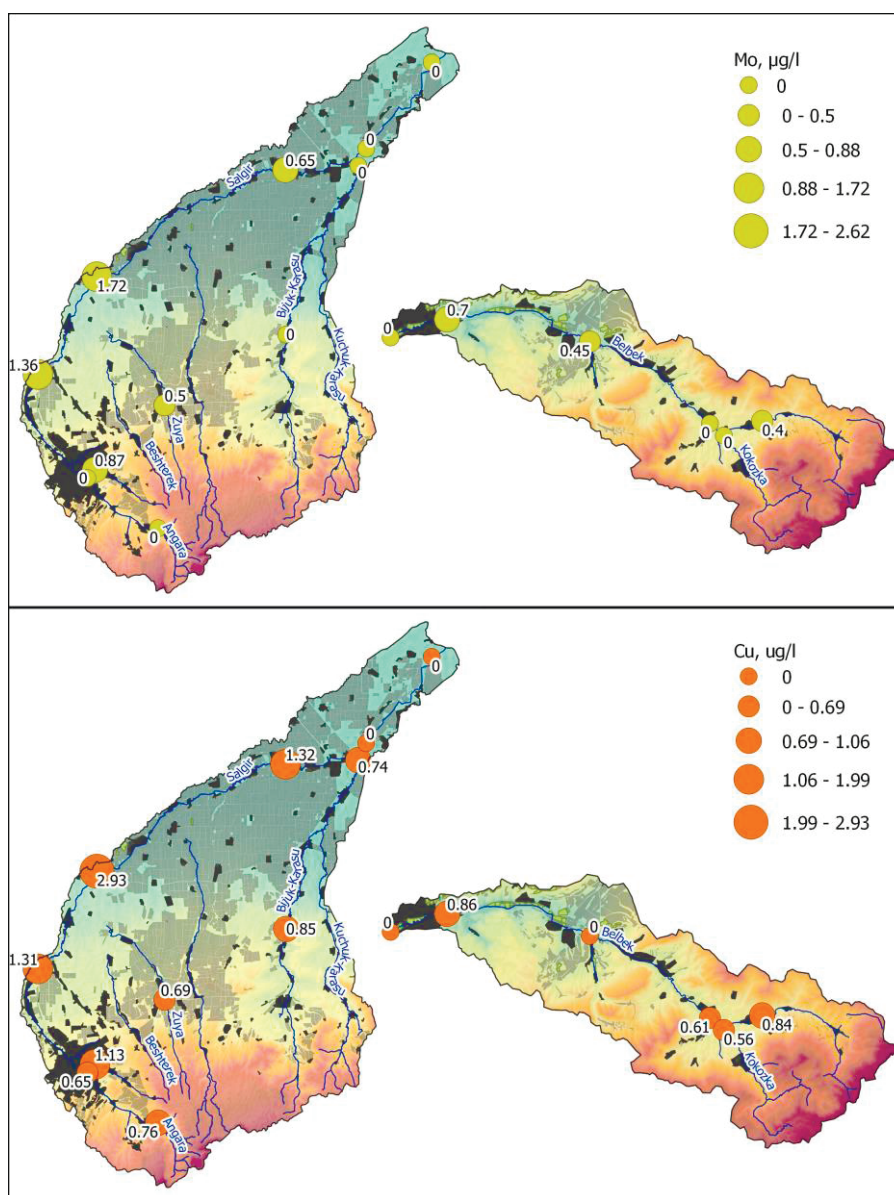 Mo, µg/l
0
0 - 0.5
0.5 - 0.88
0.88 - 1.72
1.72 - 2.62
0
0
0.65
0
Salgir
1.72
Bijuk-Karasu
0
Kuchuk-Karasu
1.36
0.5
Zuya
Beshterek
0.87
0
0
Angara
0.7
0
0.45
Belbek
0.4
0
0
Kokozka
Cu, ug/l
0
0 - 0.69
0.69 - 1.06
1.06 - 1.99
1.99 - 2.93
0
0
1.32
0.74
Salgir
2.93
Bijuk-Karasu
0.85
Kuchuk-Karasu
1.31
0.69
Zuya
Beshterek
1.13
0.65
0.76
Angara
0.86
0
0
Belbek
0.84
0.61
0.56
Kokozka